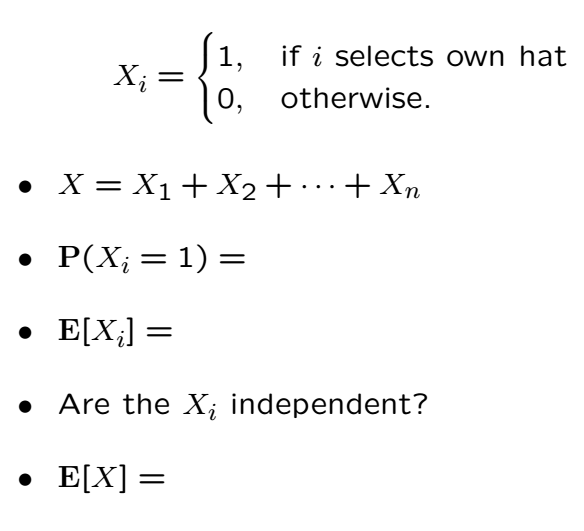 X_i = { 1, if i selects own hat
0, otherwise.
• X = X_1 + X_2 + ··· + X_n
• P(X_i = 1) =
• E[X_i] =
• Are the X_i independent?
• E[X] =